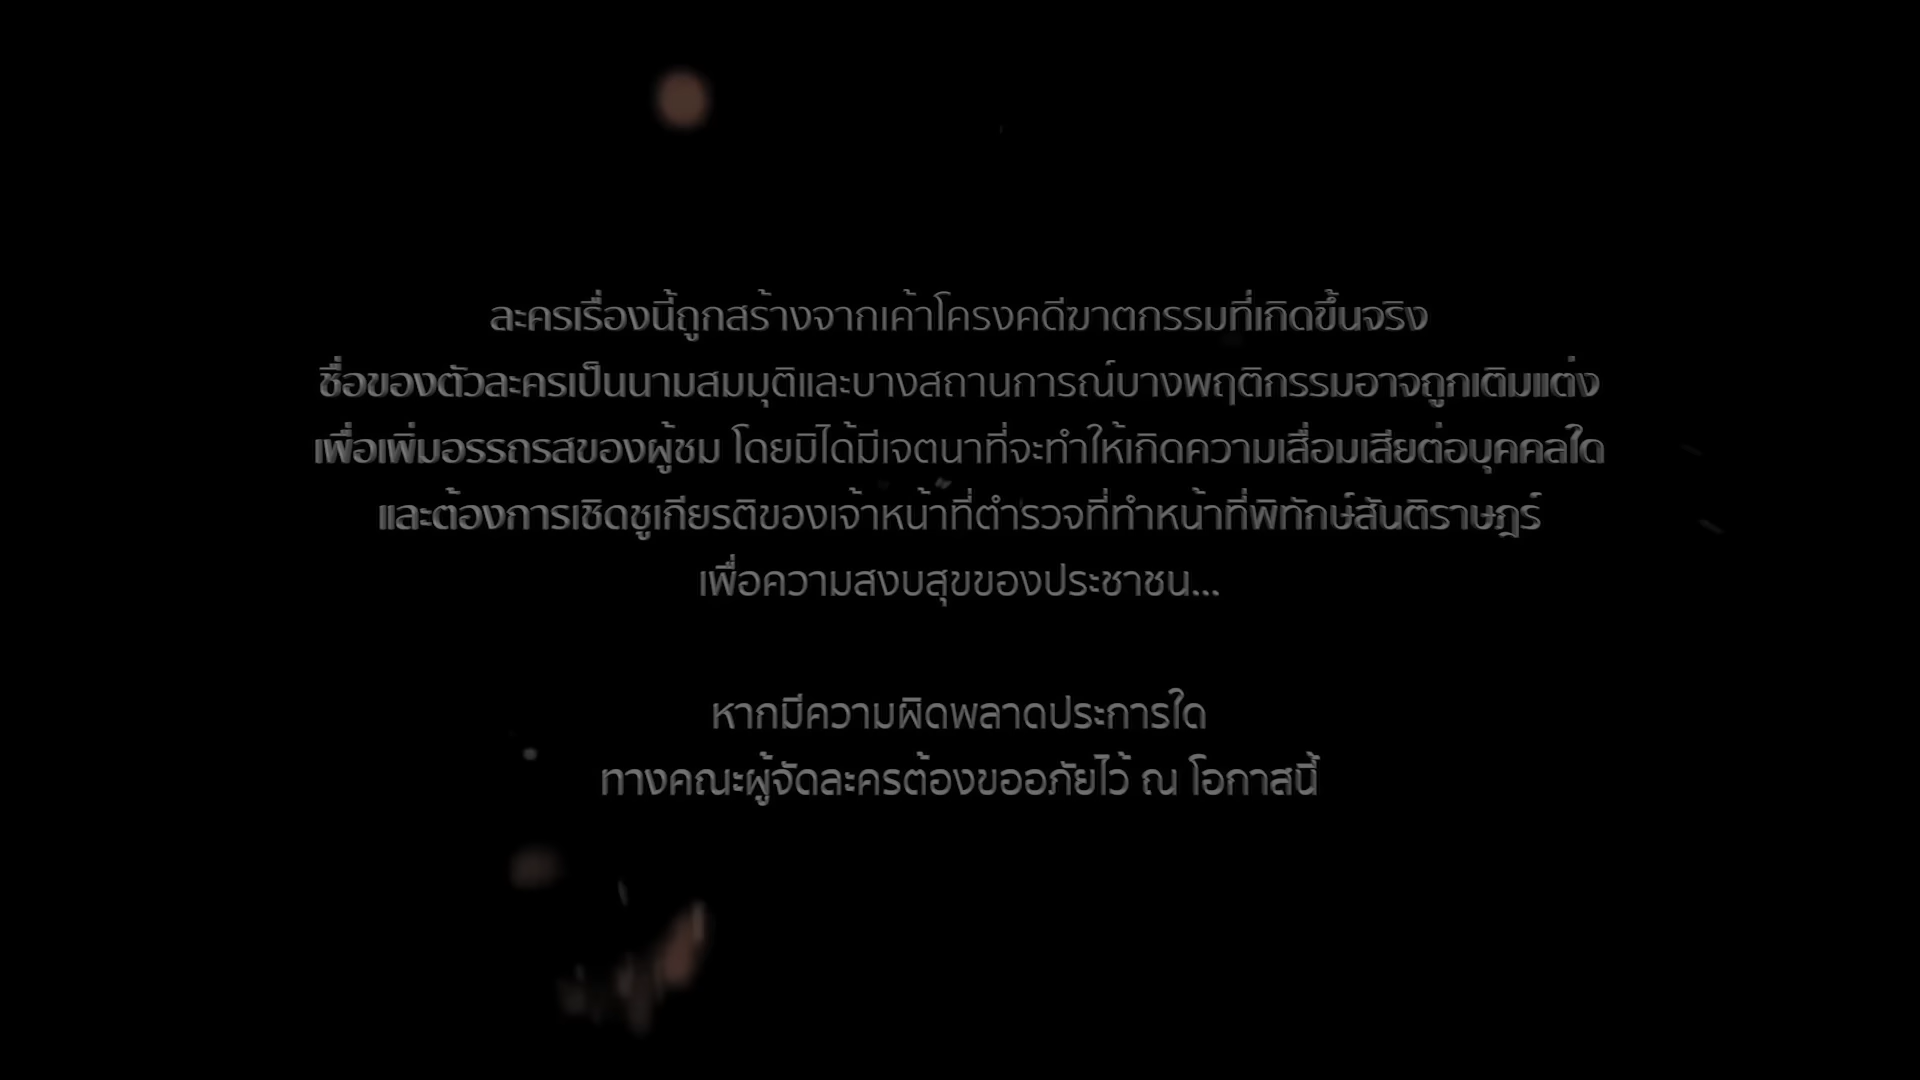 ละครเรื่องนี้ถูกสร้างจากเค้าโครงคดีฆาตกรรมที่เกิดขึ้นจริง
ชื่อของตัวละครเป็นนามสมมุติและบางสถานการณ์บางพฤติกรรมอาจถูกเติมแต่ง
เพื่อเพิ่มอรรถรสของผู้ชม โดยมิได้มีเจตนาที่จะทำให้เกิดความเสื่อมเสียต่อบุคคลใด
และต้องการเชิดชูเกียรติของเจ้าหน้าที่ตำรวจที่ทำหน้าที่พิทักษ์สันติราษฎร์
เพื่อความสงบสุขของประชาชน...
หากมีความผิดพลาดประการใด
ทางคณะผู้จัดละครต้องขออภัยไว้ ณ โอกาสนี้